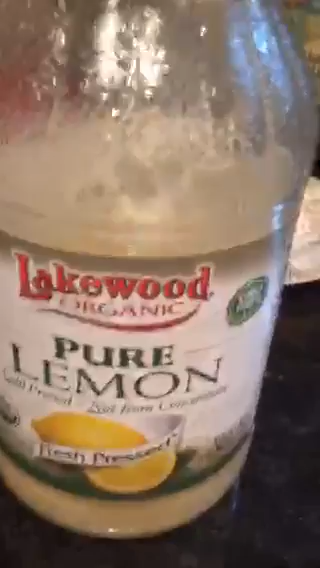 Lakewood
ORGANIC
PURE
LEMON
Cold Pressed Not from Concentrate
Fresh Pressed